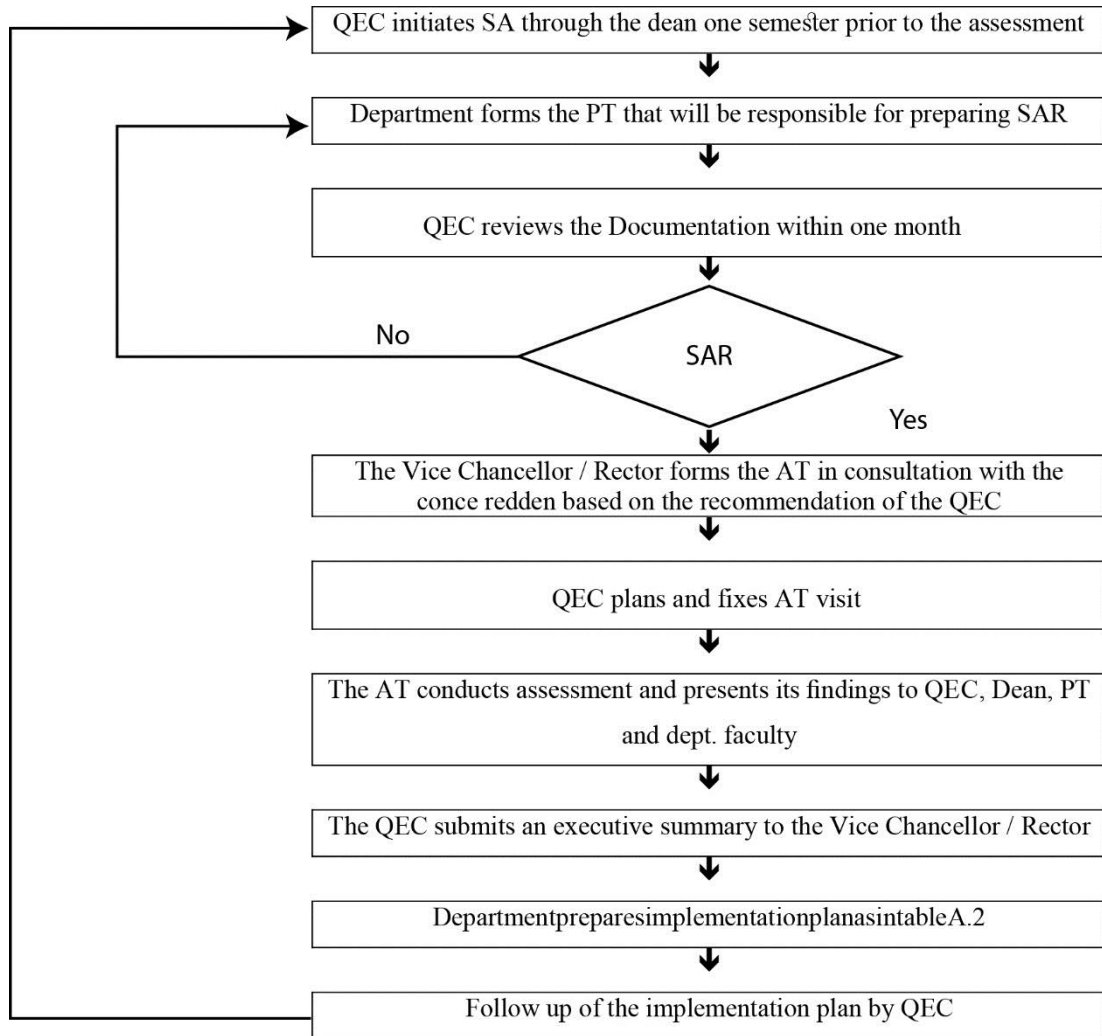 QEC initiates SA through the dean one semester prior to the assessment
Department forms the PT that will be responsible for preparing SAR
QEC reviews the Documentation within one month
No
SAR
Yes
The Vice Chancellor / Rector forms the AT in consultation with the
conce redden based on the recommendation of the QEC
QEC plans and fixes AT visit
The AT conducts assessment and presents its findings to QEC, Dean, PT
and dept. faculty
The QEC submits an executive summary to the Vice Chancellor / Rector
DepartmentpreparesimplementationplanasintableA.2
Follow up of the implementation plan by QEC